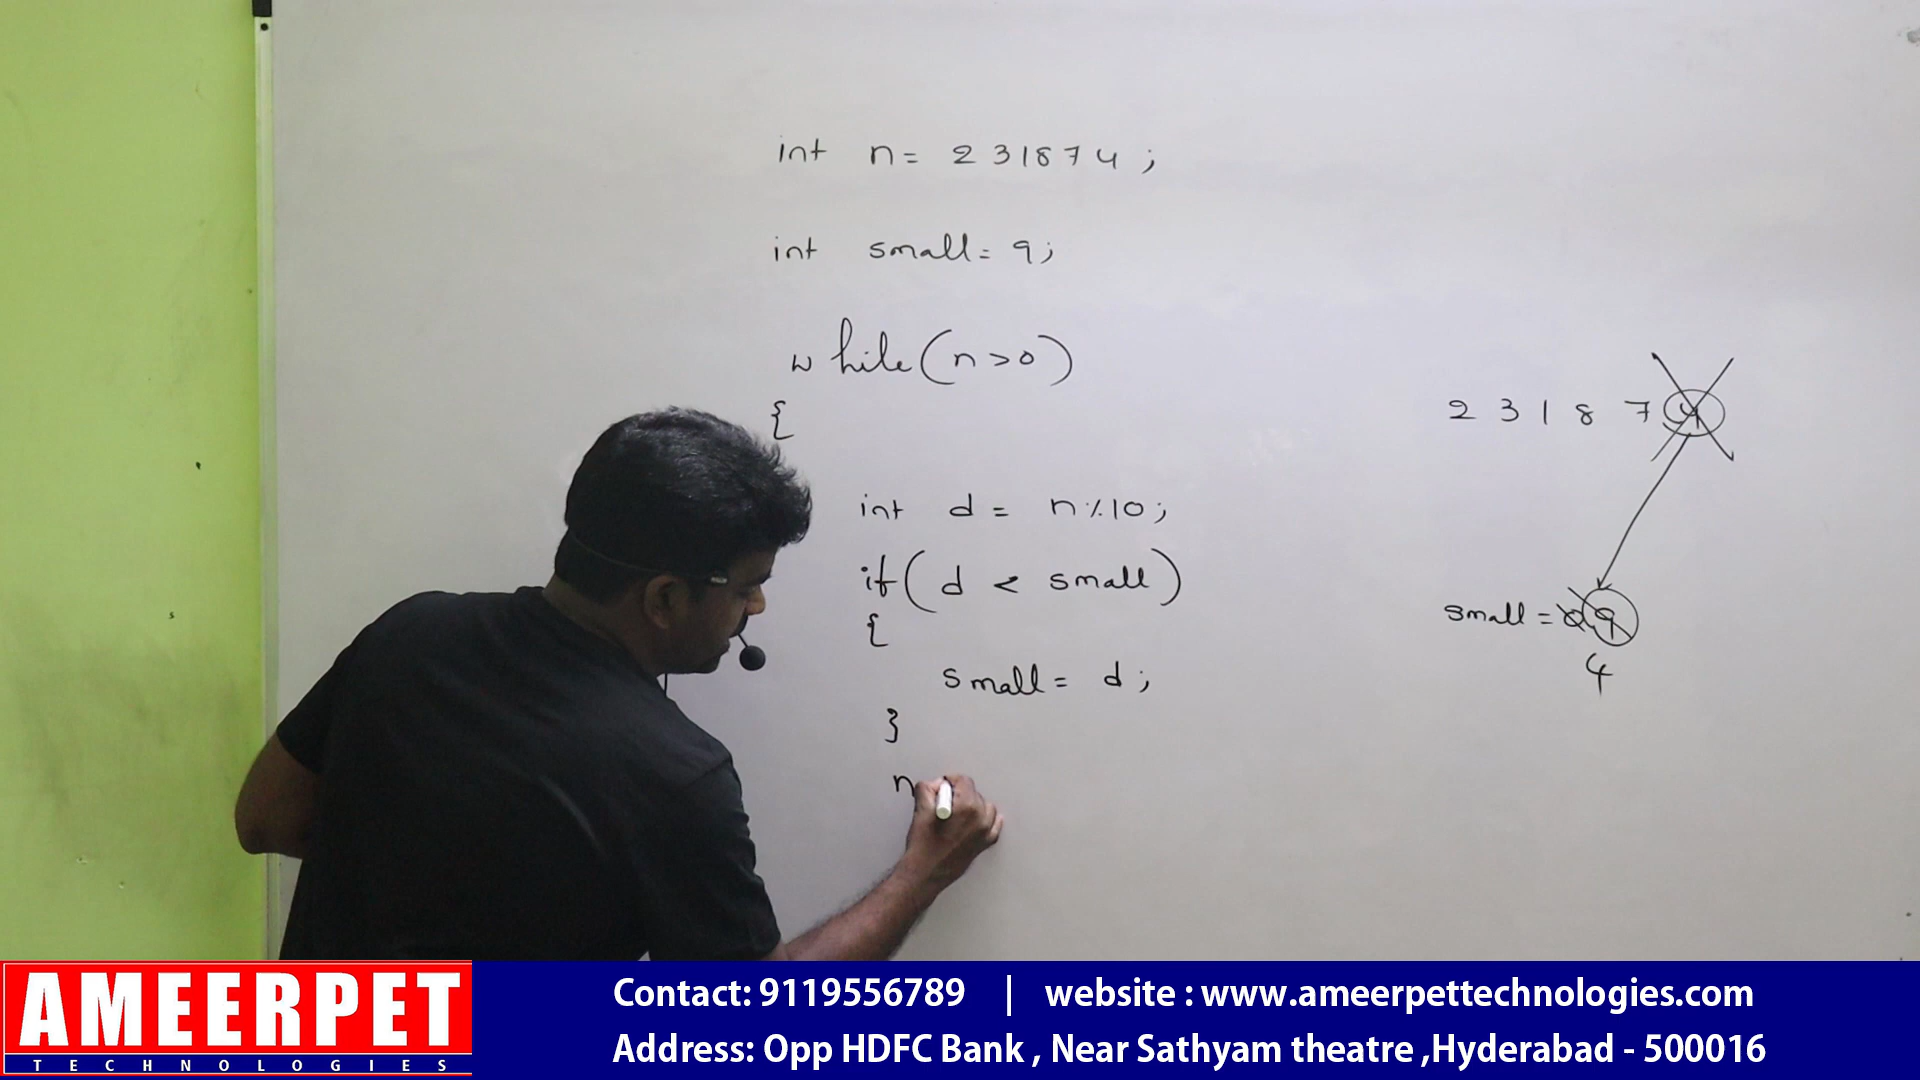 int n = 231874;
int small = 9;
while(n>0)
{
int d = n%10;
if(d < small)
{
small = d;
}
n
2 3 1 8 7 4
small = 9
4
AMEERPET
TECHNOLOGIES
Contact: 9119556789 | website : www.ameerpettechnologies.com
Address: Opp HDFC Bank , Near Sathyam theatre ,Hyderabad - 500016